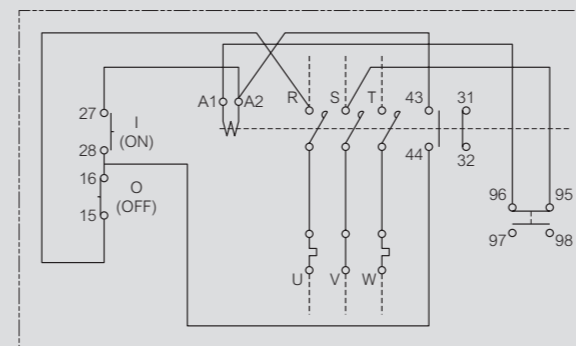 A1 A2 R S T 43 31
27
I
(ON)
28
16
O
(OFF)
15
44 32
96 95
97 98
U V W